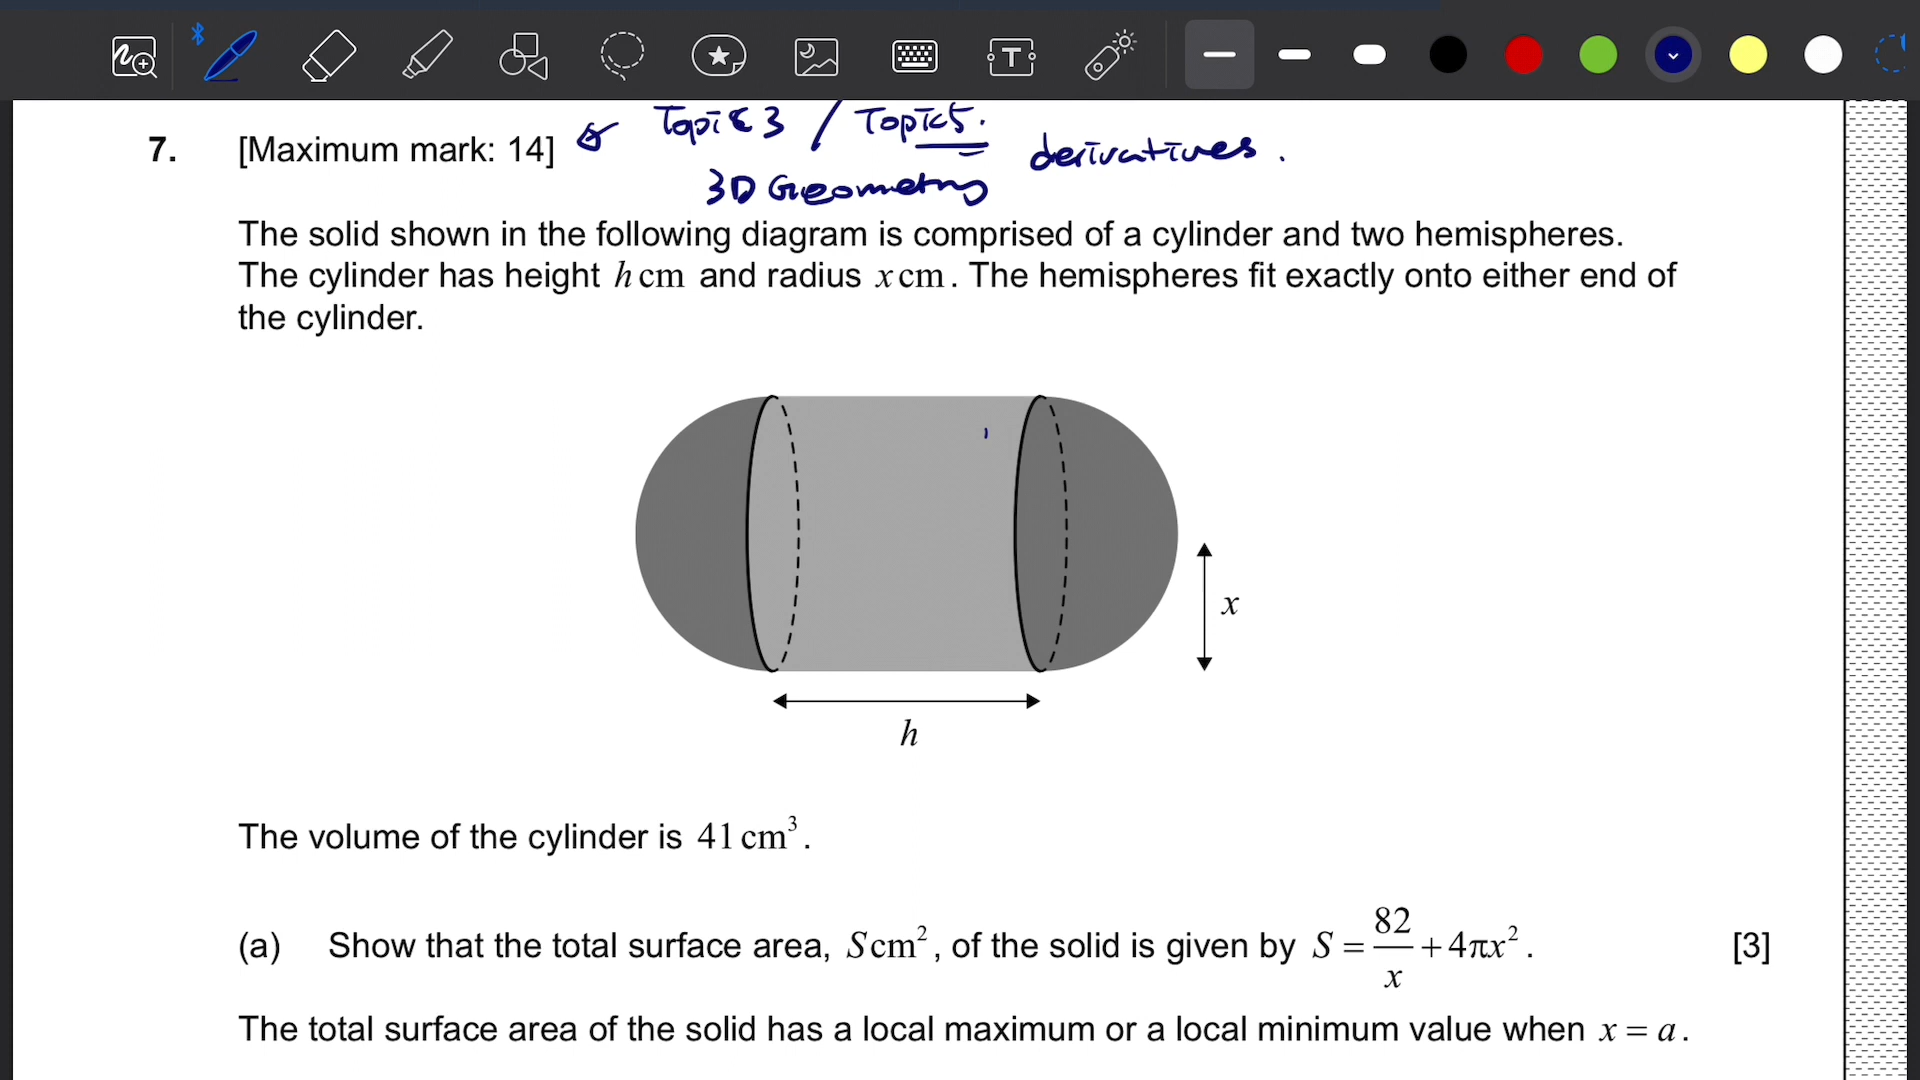 Topic 3 / Topic 5.
7. [Maximum mark: 14]
derivatives.
3D Geometry
The solid shown in the following diagram is comprised of a cylinder and two hemispheres.
The cylinder has height h cm and radius x cm. The hemispheres fit exactly onto either end of
the cylinder.
x
h
The volume of the cylinder is 41 cm³.
(a) Show that the total surface area, S cm², of the solid is given by S = 82/x + 4πx². [3]
The total surface area of the solid has a local maximum or a local minimum value when x = a.